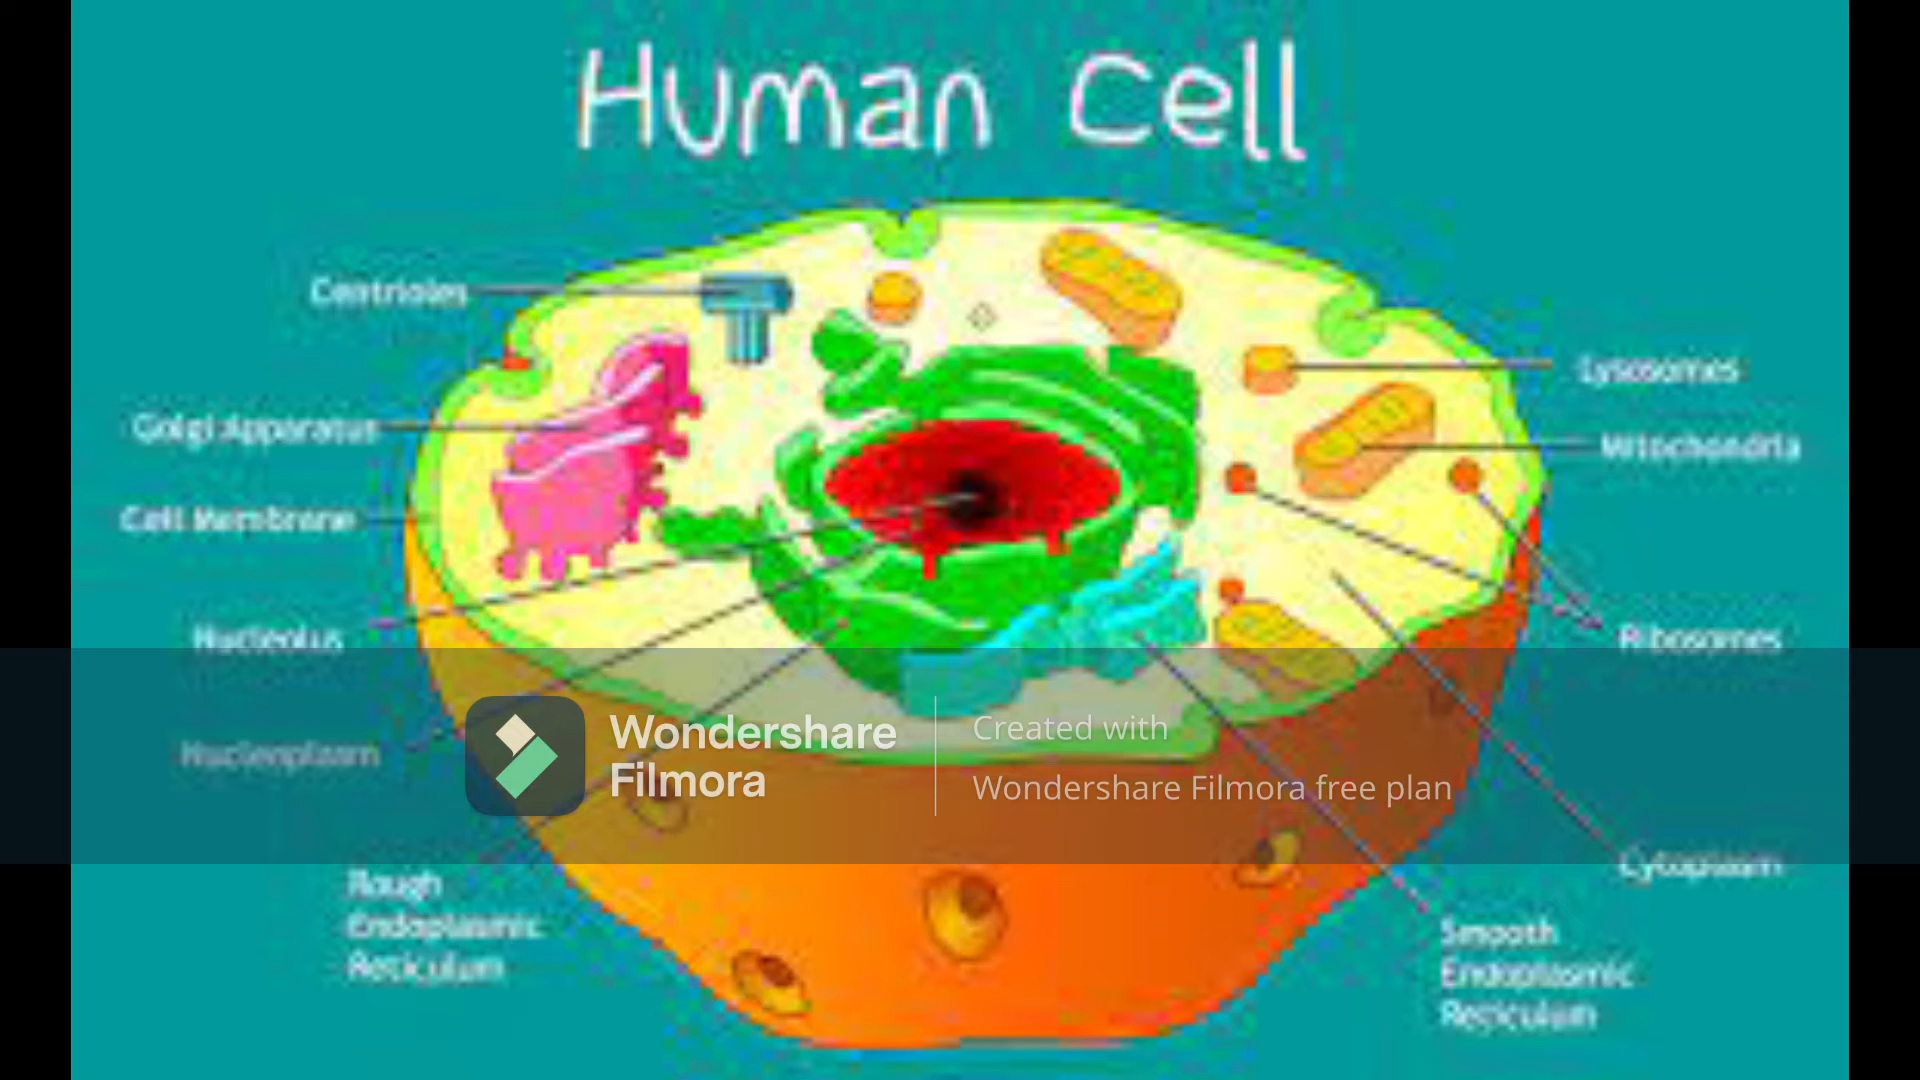 Human Cell
Centrioles
Lysosomes
Golgi Apparatus
Mitochondria
Cell Membrane
Nucleolus
Ribosomes
Wondershare
Filmora
Created with
Wondershare Filmora free plan
Nucleoplasm
Cytoplasm
Rough
Endoplasmic
Reticulum
Smooth
Endoplasmic
Reticulum